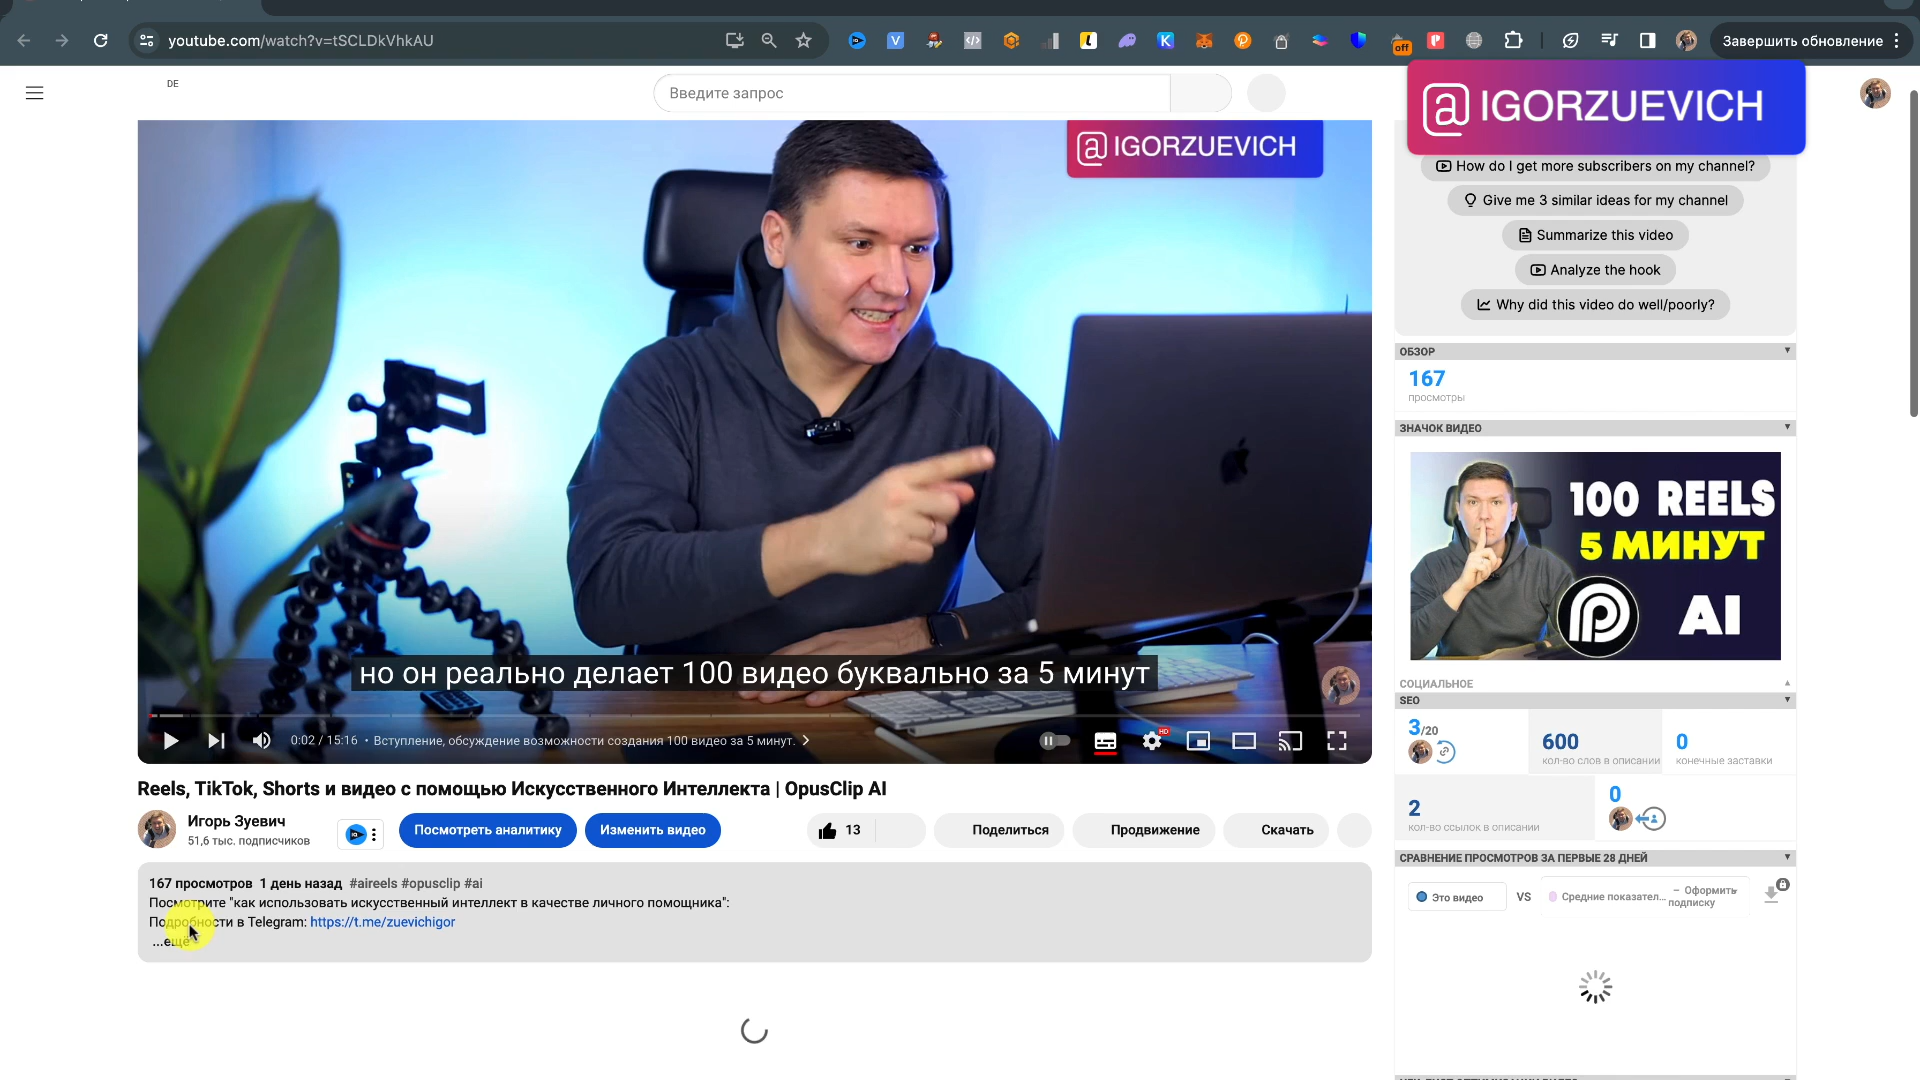 youtube.com/watch?v=tSCLDkVhkAU
off
Завершить обновление
DE
Введите запрос
@IGORZUEVICH
@IGORZUEVICH
но он реально делает 100 видео буквально за 5 минут
0:02 / 15:16 • Вступление, обсуждение возможности создания 100 видео за 5 минут.
HD
Reels, TikTok, Shorts и видео с помощью Искусственного Интеллекта | OpusClip AI
Игорь Зуевич
51,6 тыс. подписчиков
Посмотреть аналитику
Изменить видео
13
Поделиться
Продвижение
Скачать
167 просмотров 1 день назад #aireels #opusclip #ai
Посмотрите "как использовать искусственный интеллект в качестве личного помощника":
Подробности в Telegram: https://t.me/zuevichigor
...ещё
How do I get more subscribers on my channel?
Give me 3 similar ideas for my channel
Summarize this video
Analyze the hook
Why did this video do well/poorly?
ОБЗОР
167
просмотры
ЗНАЧОК ВИДЕО
100 REELS
5 МИНУТ
AI
СОЦИАЛЬНОЕ
SEO
3/20
600
кол-во слов в описании
0
конечные заставки
2
кол-во ссылок в описании
0
СРАВНЕНИЕ ПРОСМОТРОВ ЗА ПЕРВЫЕ 28 ДНЕЙ
Это видео
VS
Средние показател...
– Оформить
подписку